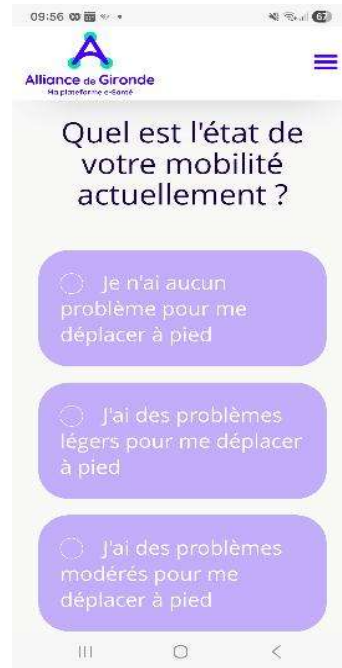 09:56
67
Alliance de Gironde
Ma plateforme e-Santé
Quel est l'état de
votre mobilité
actuellement ?
Je n'ai aucun
problème pour me
déplacer à pied
J'ai des problèmes
légers pour me déplacer
à pied
J'ai des problèmes
modérés pour me
déplacer à pied